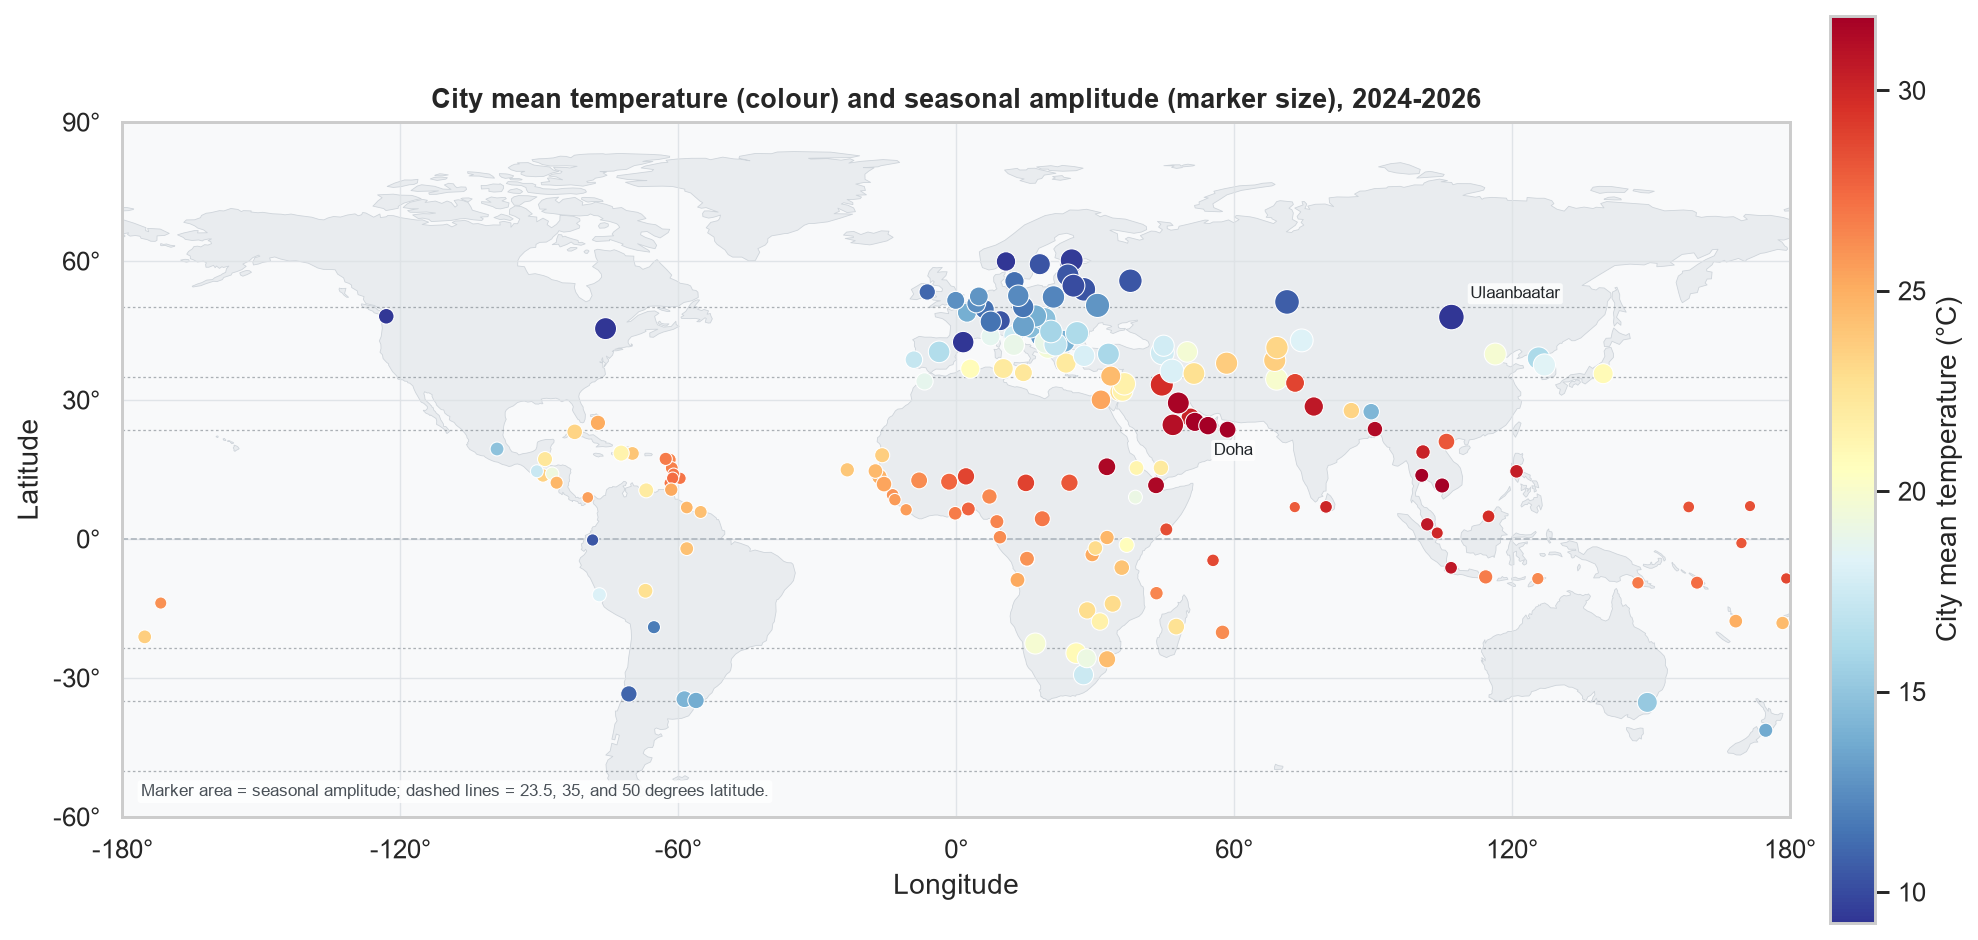 City mean temperature (colour) and seasonal amplitude (marker size), 2024-2026
90°
60°
30°
0°
-30°
-60°
Latitude
Ulaanbaatar
Doha
Marker area = seasonal amplitude; dashed lines = 23.5, 35, and 50 degrees latitude.
-180°
-120°
-60°
0°
60°
120°
180°
Longitude
30
25
20
15
10
City mean temperature (°C)